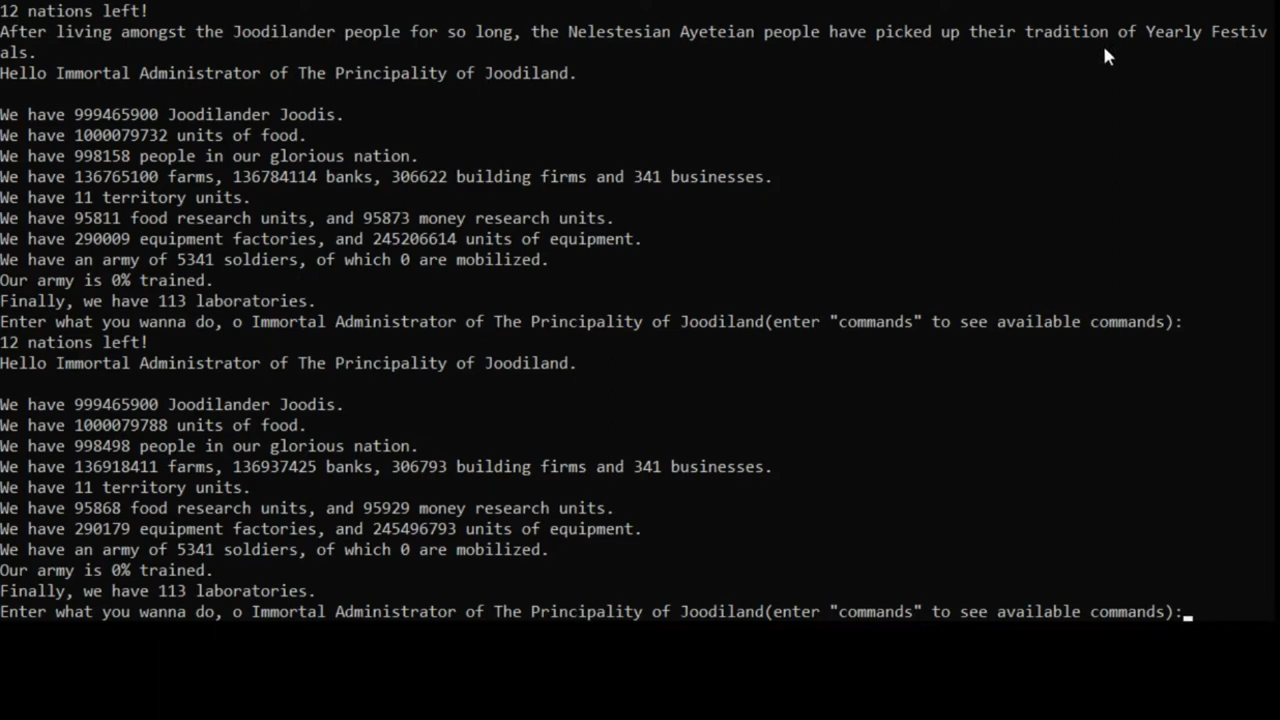 12 nations left!
After living amongst the Joodilander people for so long, the Nelestesian Ayeteian people have picked up their tradition of Yearly Festiv
als.
Hello Immortal Administrator of The Principality of Joodiland.
We have 999465900 Joodilander Joodis.
We have 1000079732 units of food.
We have 998158 people in our glorious nation.
We have 136765100 farms, 136784114 banks, 306622 building firms and 341 businesses.
We have 11 territory units.
We have 95811 food research units, and 95873 money research units.
We have 290009 equipment factories, and 245206614 units of equipment.
We have an army of 5341 soldiers, of which 0 are mobilized.
Our army is 0% trained.
Finally, we have 113 laboratories.
Enter what you wanna do, o Immortal Administrator of The Principality of Joodiland(enter "commands" to see available commands):
12 nations left!
Hello Immortal Administrator of The Principality of Joodiland.
We have 999465900 Joodilander Joodis.
We have 1000079788 units of food.
We have 998498 people in our glorious nation.
We have 136918411 farms, 136937425 banks, 306793 building firms and 341 businesses.
We have 11 territory units.
We have 95868 food research units, and 95929 money research units.
We have 290179 equipment factories, and 245496793 units of equipment.
We have an army of 5341 soldiers, of which 0 are mobilized.
Our army is 0% trained.
Finally, we have 113 laboratories.
Enter what you wanna do, o Immortal Administrator of The Principality of Joodiland(enter "commands" to see available commands):